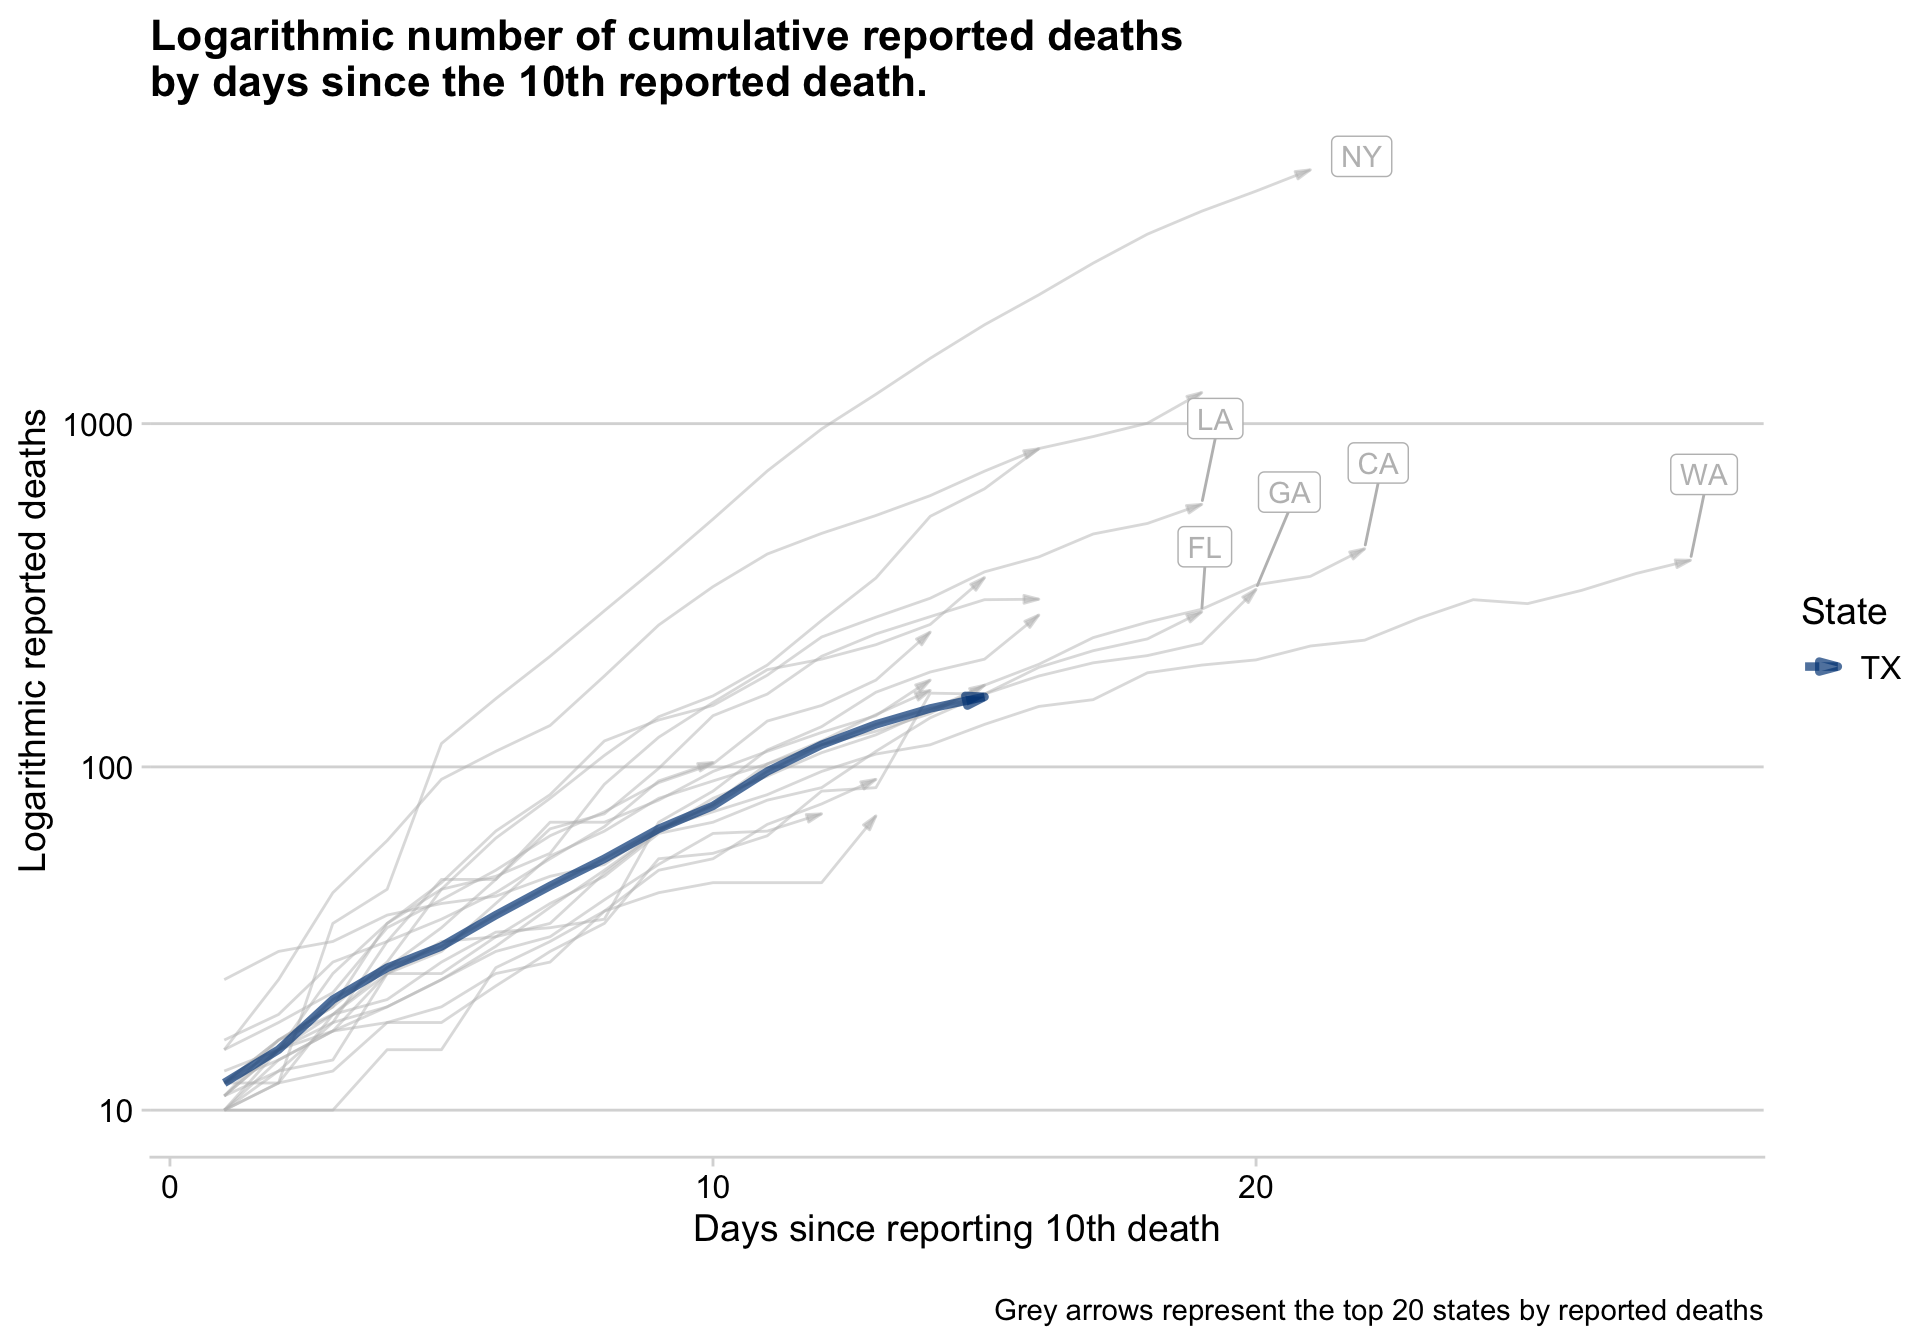 Logarithmic number of cumulative reported deaths
by days since the 10th reported death.
NY
LA
CA
WA
GA
FL
Logarithmic reported deaths
1000
100
10
0
10
20
Days since reporting 10th death
State
TX
Grey arrows represent the top 20 states by reported deaths